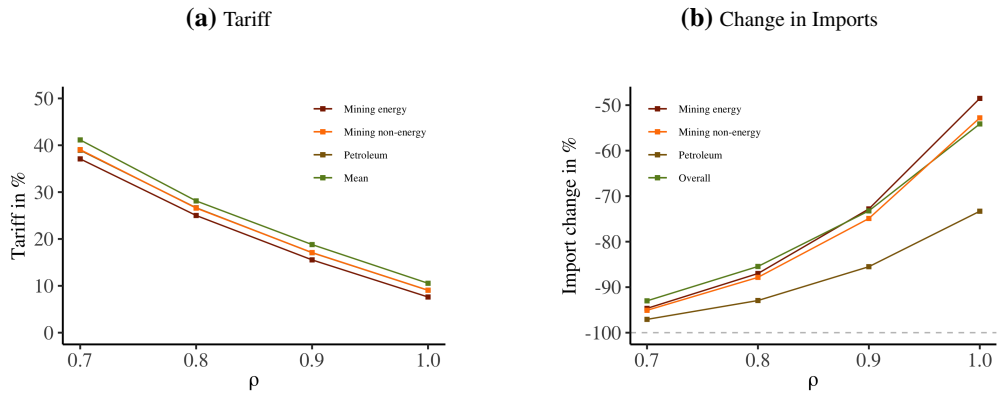 (a) Tariff
Tariff in %
50
40
30
20
10
0
Mining energy
Mining non-energy
Petroleum
Mean
0.7 0.8 0.9 1.0
ρ
(b) Change in Imports
Import change in %
-50
-60
-70
-80
-90
-100
Mining energy
Mining non-energy
Petroleum
Overall
0.7 0.8 0.9 1.0
ρ